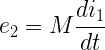 e_2 = M \frac{di_1}{dt}